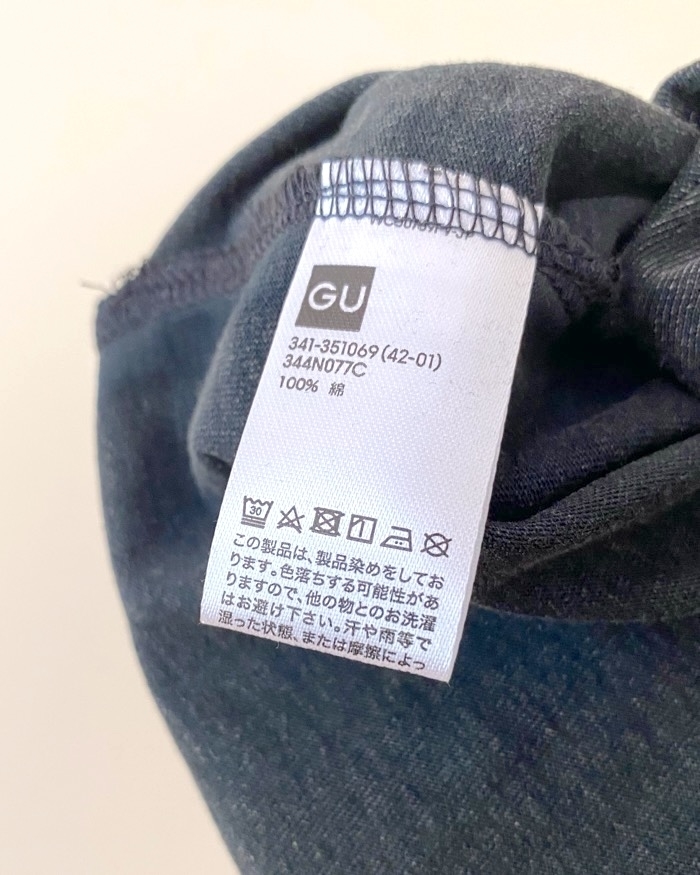 GU
341-351069(42-01)
344N077C
100% 綿
30
この製品は、製品染めをしてお
ります。色落ちする可能性があ
りますので、他の物とのお洗濯
はお避け下さい。汗や雨等で
湿った状態、または摩擦によっ